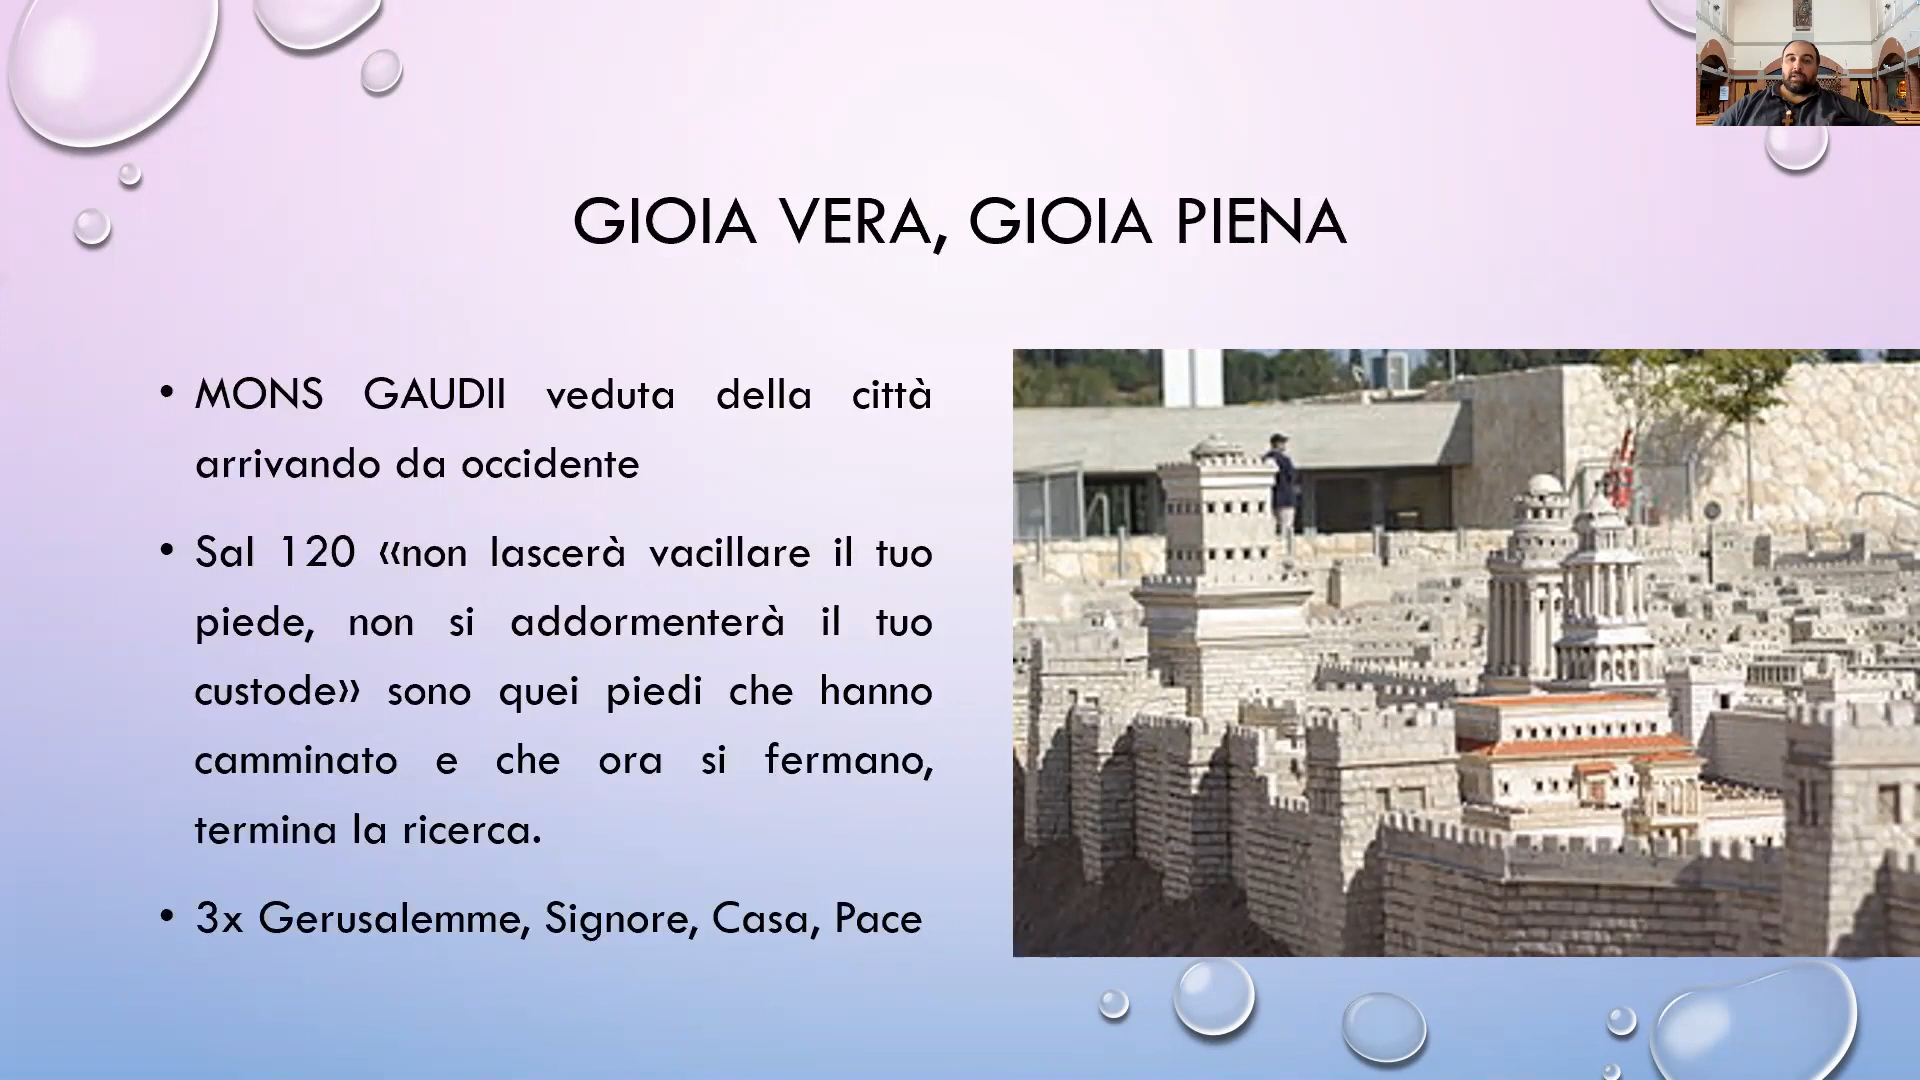 GIOIA VERA, GIOIA PIENA
• MONS GAUDII veduta della città
arrivando da occidente
• Sal 120 «non lascerà vacillare il tuo
piede, non si addormenterà il tuo
custode» sono quei piedi che hanno
camminato e che ora si fermano,
termina la ricerca.
• 3x Gerusalemme, Signore, Casa, Pace